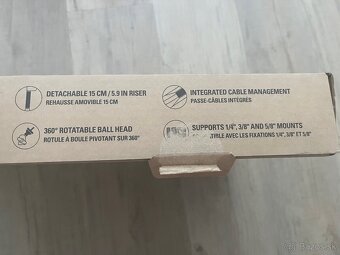 DETACHABLE 15 CM / 5.9 IN RISER
REHAUSSE AMOVIBLE 15 CM
INTEGRATED CABLE MANAGEMENT
PASSE-CÂBLES INTÉGRÉS
360° ROTATABLE BALL HEAD
ROTULE À BOULE PIVOTANT SUR 360°
SUPPORTS 1/4", 3/8" AND 5/8" MOUNTS
TIBLE AVEC LES FIXATIONS 1/4", 3/8" ET 5/8"